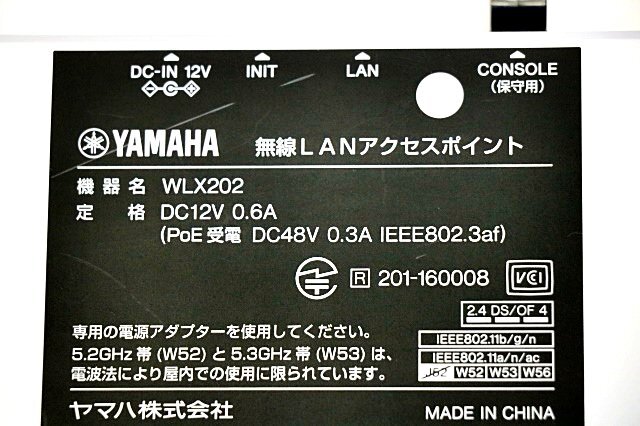 DC-IN 12V INIT LAN CONSOLE
(保守用)
YAMAHA 無線LANアクセスポイント
機器名 WLX202
定 格 DC12V 0.6A
(PoE受電 DC48V 0.3A IEEE802.3af)
R 201-160008 VCI
2.4 DS/OF 4
専用の電源アダプターを使用してください。
IEEE802.11b/g/n
5.2GHz帯(W52)と5.3GHz帯(W53)は、
IEEE802.11a/n/ac
電波法により屋内での使用に限られています。
J52 W52 W53 W56
ヤマハ株式会社 MADE IN CHINA